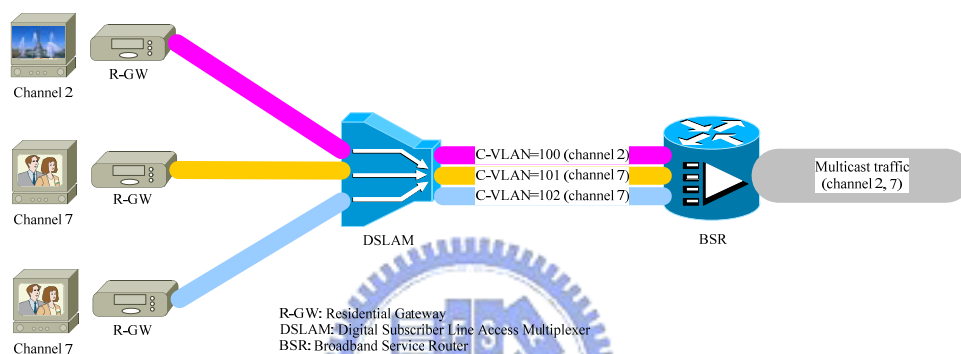 Channel 2
R-GW
Channel 7
R-GW
Channel 7
R-GW
DSLAM
C-VLAN=100 (channel 2)
C-VLAN=101 (channel 7)
C-VLAN=102 (channel 7)
BSR
Multicast traffic
(channel 2, 7)
R-GW: Residential Gateway
DSLAM: Digital Subscriber Line Access Multiplexer
BSR: Broadband Service Router